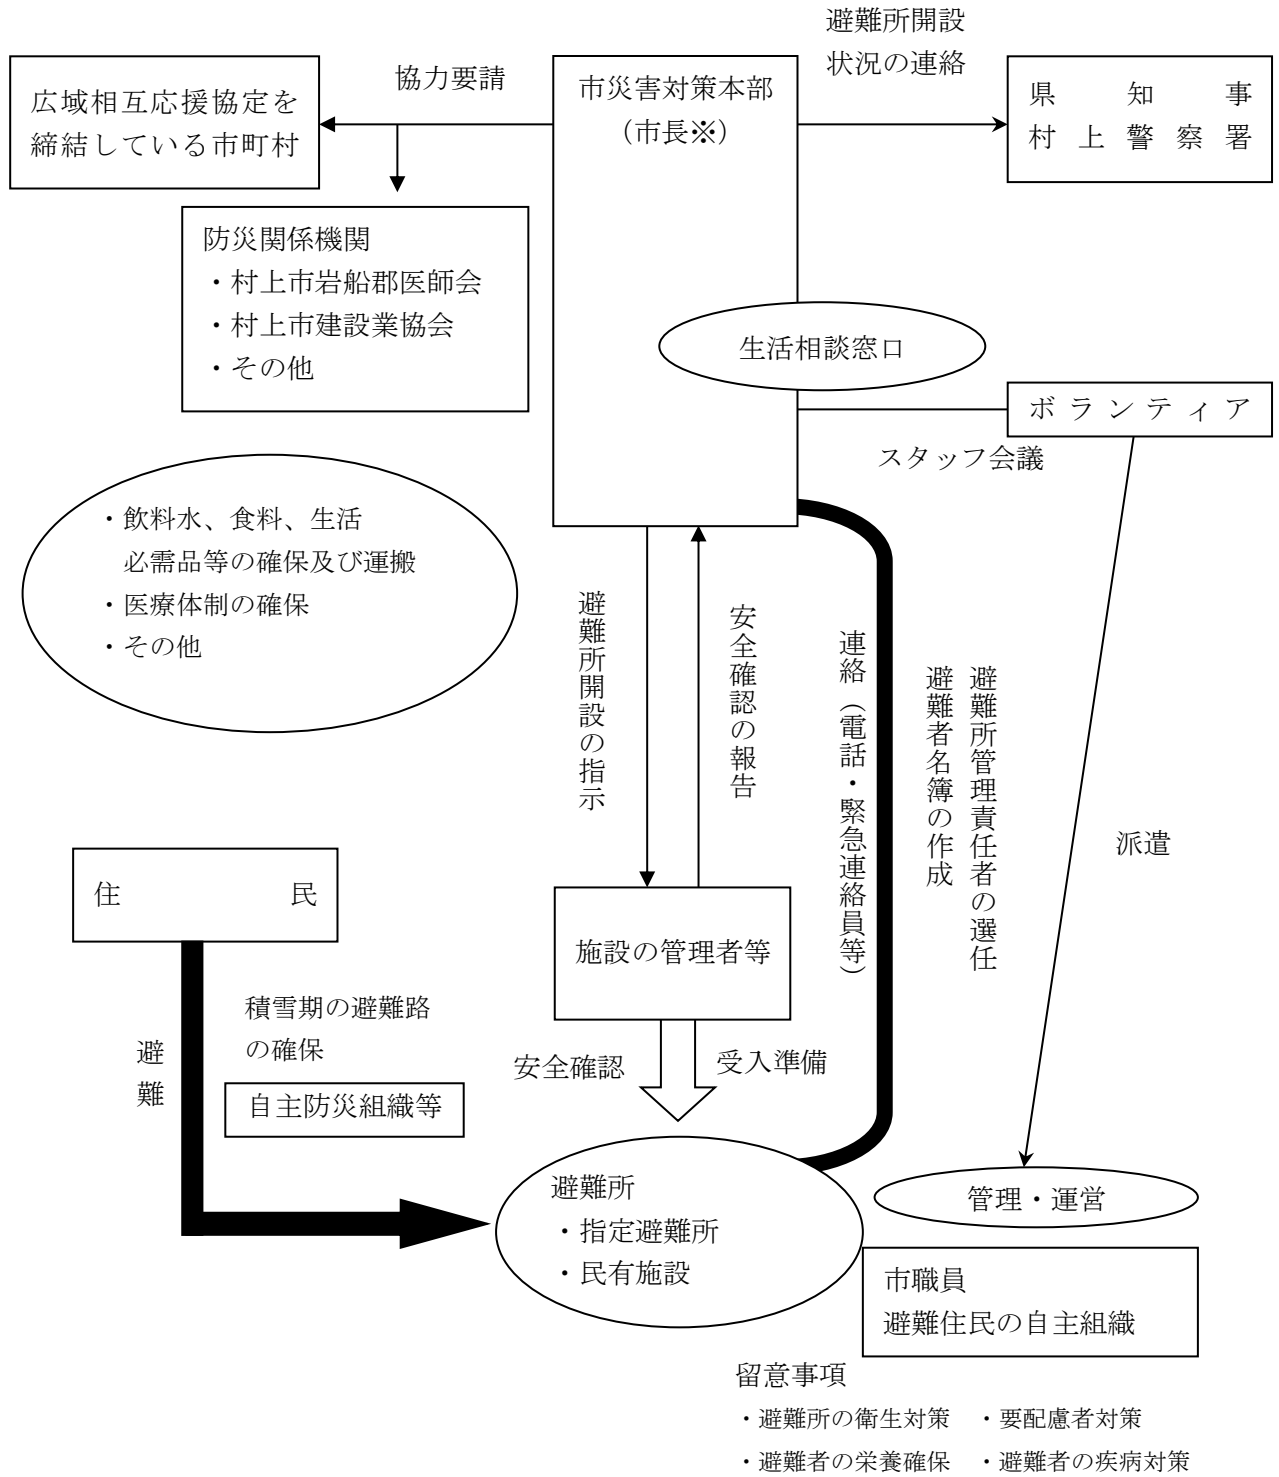 避難所開設
状況の連絡
協力要請
広域相互応援協定を
締結している市町村
市災害対策本部
（市長※）
県知事
村上警察署
防災関係機関
・村上市岩船郡医師会
・村上市建設業協会
・その他
生活相談窓口
ボランティア
スタッフ会議
・飲料水、食料、生活
必需品等の確保及び運搬
・医療体制の確保
・その他
避難所開設の指示
安全確認の報告
連絡（電話・緊急連絡員等）
避難所管理責任者の選任
避難者名簿の作成
派遣
住民
施設の管理者等
積雪期の避難路
の確保
避難
自主防災組織等
安全確認
受入準備
避難所
・指定避難所
・民有施設
管理・運営
市職員
避難住民の自主組織
留意事項
・避難所の衛生対策　・要配慮者対策
・避難者の栄養確保　・避難者の疾病対策